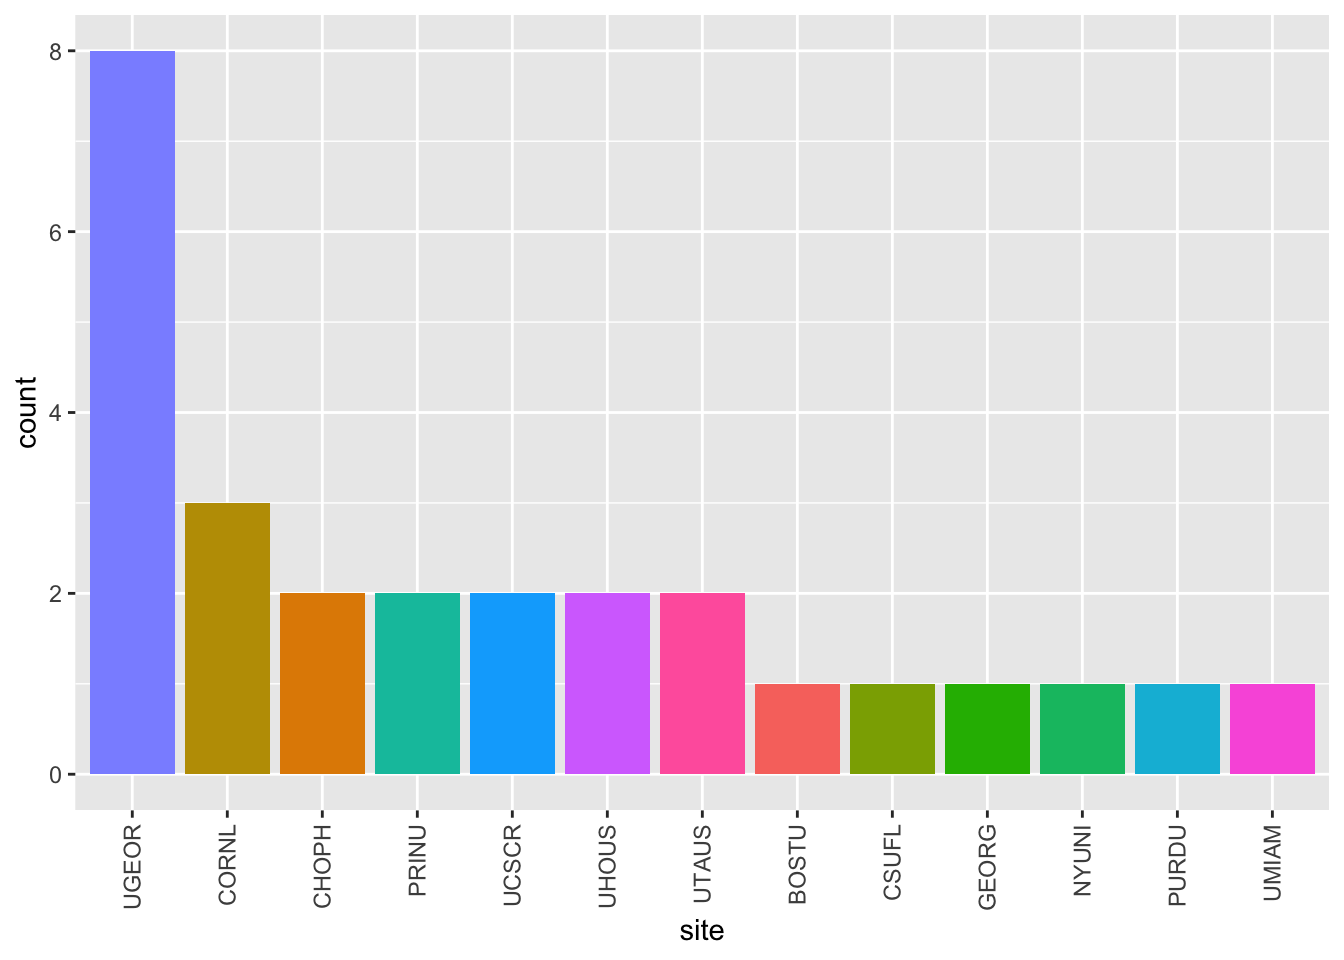 8
6
4
2
0
count
UGEOR
CORNL
CHOPH
PRINU
UCSCR
UHOUS
UTAUS
BOSTU
CSUFL
GEORG
NYUNI
PURDU
UMIAM
site